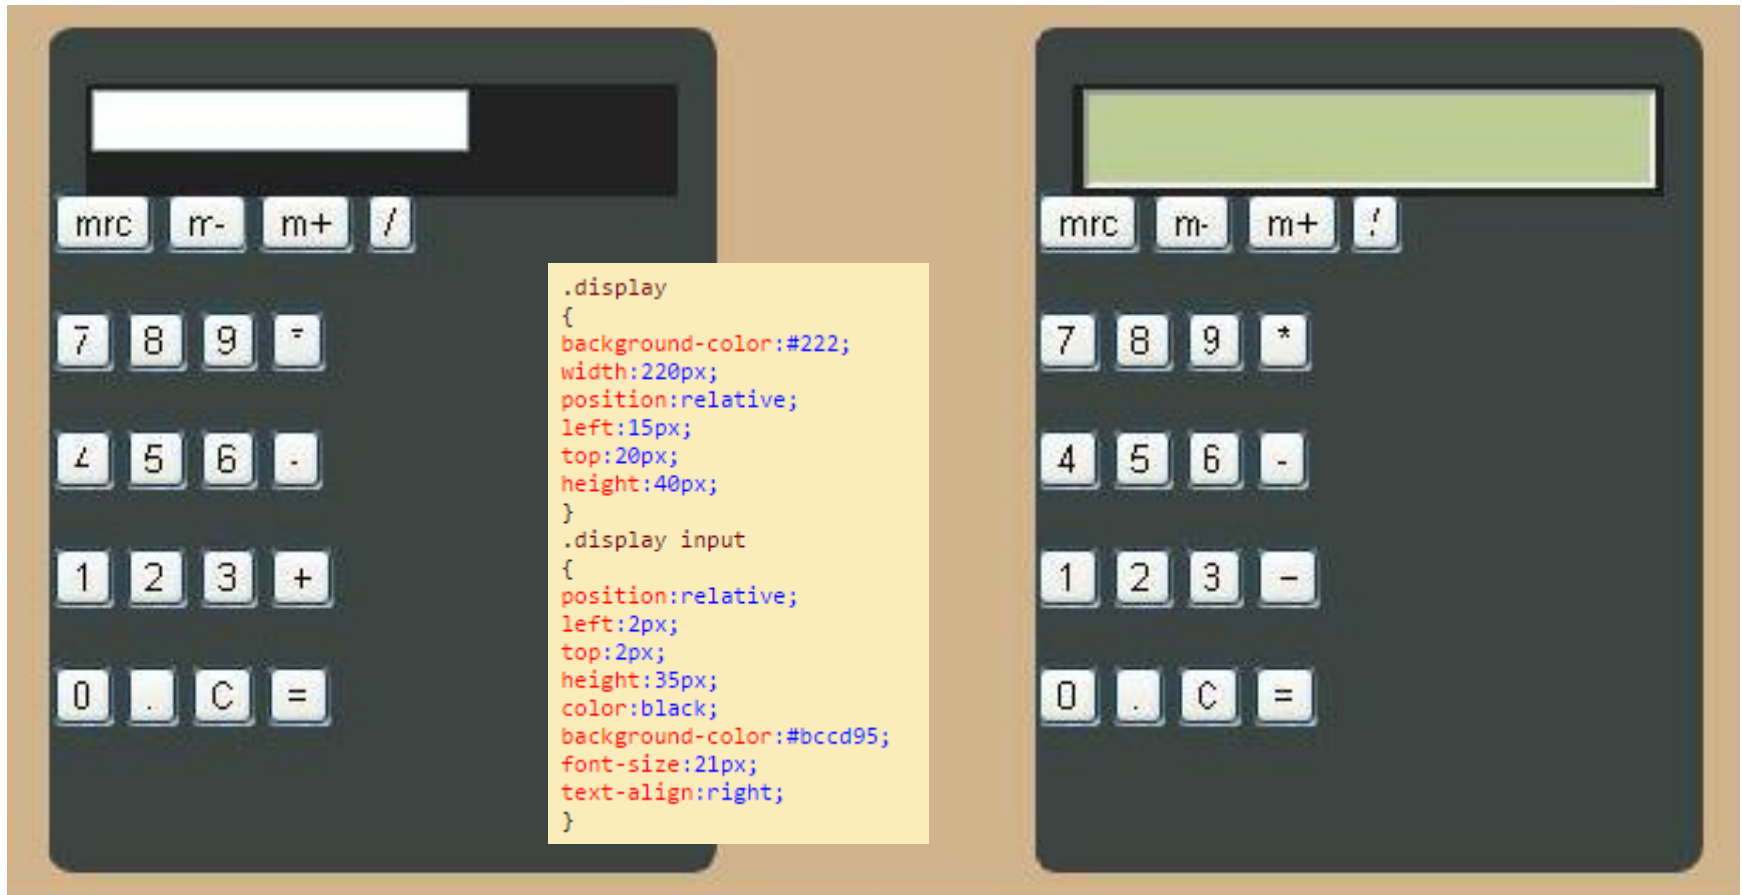 mrc m- m+ /
7 8 9 -
4 5 6 -
1 2 3 +
0 . C =
.display
{
background-color:#222;
width:220px;
position:relative;
left:15px;
top:20px;
height:40px;
}
.display input
{
position:relative;
left:2px;
top:2px;
height:35px;
color:black;
background-color:#bccd95;
font-size:21px;
text-align:right;
}
mrc m- m+ /
7 8 9 *
4 5 6 -
1 2 3 –
0 . C =